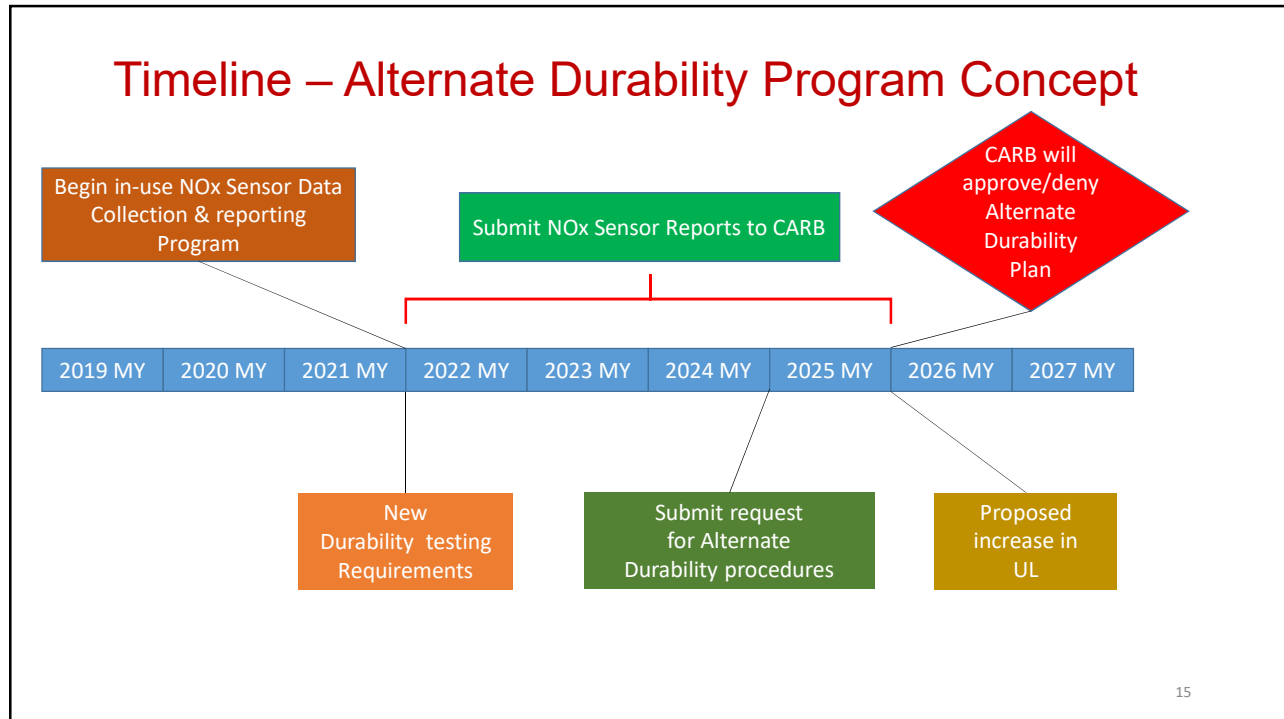 Timeline – Alternate Durability Program Concept
Begin in-use NOx Sensor Data
Collection & reporting
Program
Submit NOx Sensor Reports to CARB
CARB will
approve/deny
Alternate
Durability
Plan
2019 MY 2020 MY 2021 MY 2022 MY 2023 MY 2024 MY 2025 MY 2026 MY 2027 MY
New
Durability testing
Requirements
Submit request
for Alternate
Durability procedures
Proposed
increase in
UL
15